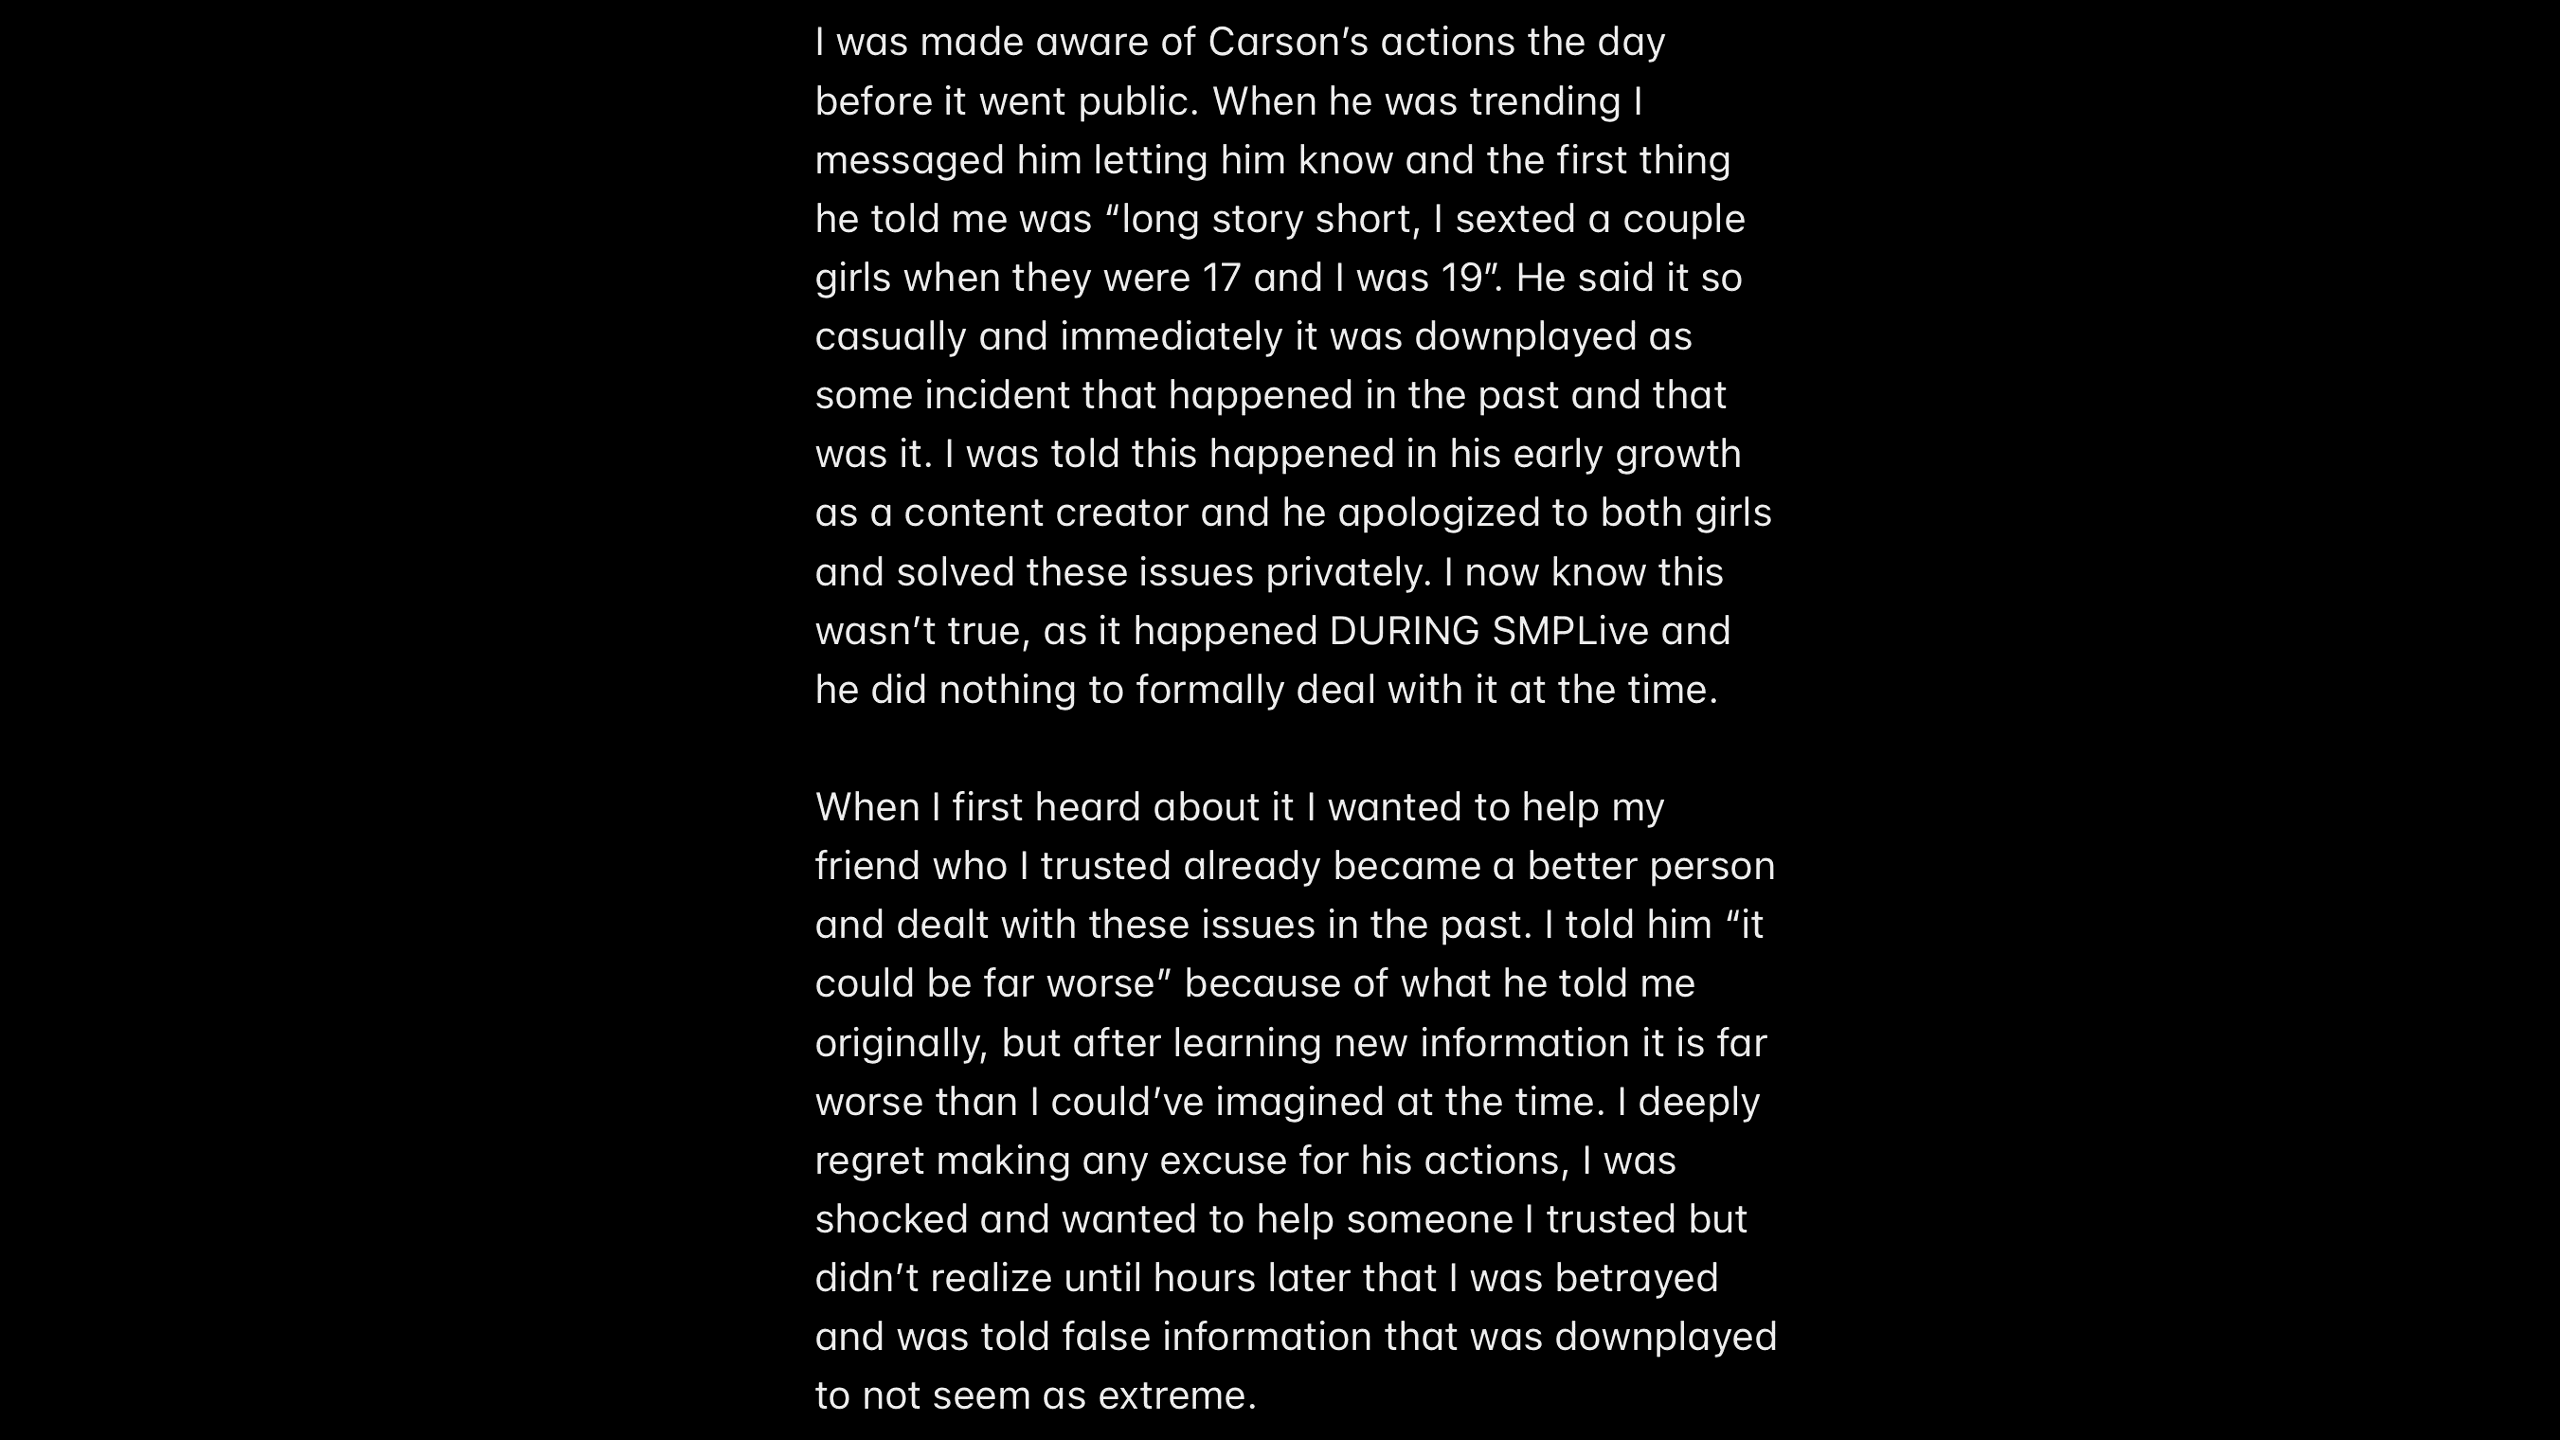 I was made aware of Carson’s actions the day
before it went public. When he was trending I
messaged him letting him know and the first thing
he told me was “long story short, I sexted a couple
girls when they were 17 and I was 19”. He said it so
casually and immediately it was downplayed as
some incident that happened in the past and that
was it. I was told this happened in his early growth
as a content creator and he apologized to both girls
and solved these issues privately. I now know this
wasn’t true, as it happened DURING SMPLive and
he did nothing to formally deal with it at the time.
When I first heard about it I wanted to help my
friend who I trusted already became a better person
and dealt with these issues in the past. I told him “it
could be far worse” because of what he told me
originally, but after learning new information it is far
worse than I could’ve imagined at the time. I deeply
regret making any excuse for his actions, I was
shocked and wanted to help someone I trusted but
didn’t realize until hours later that I was betrayed
and was told false information that was downplayed
to not seem as extreme.